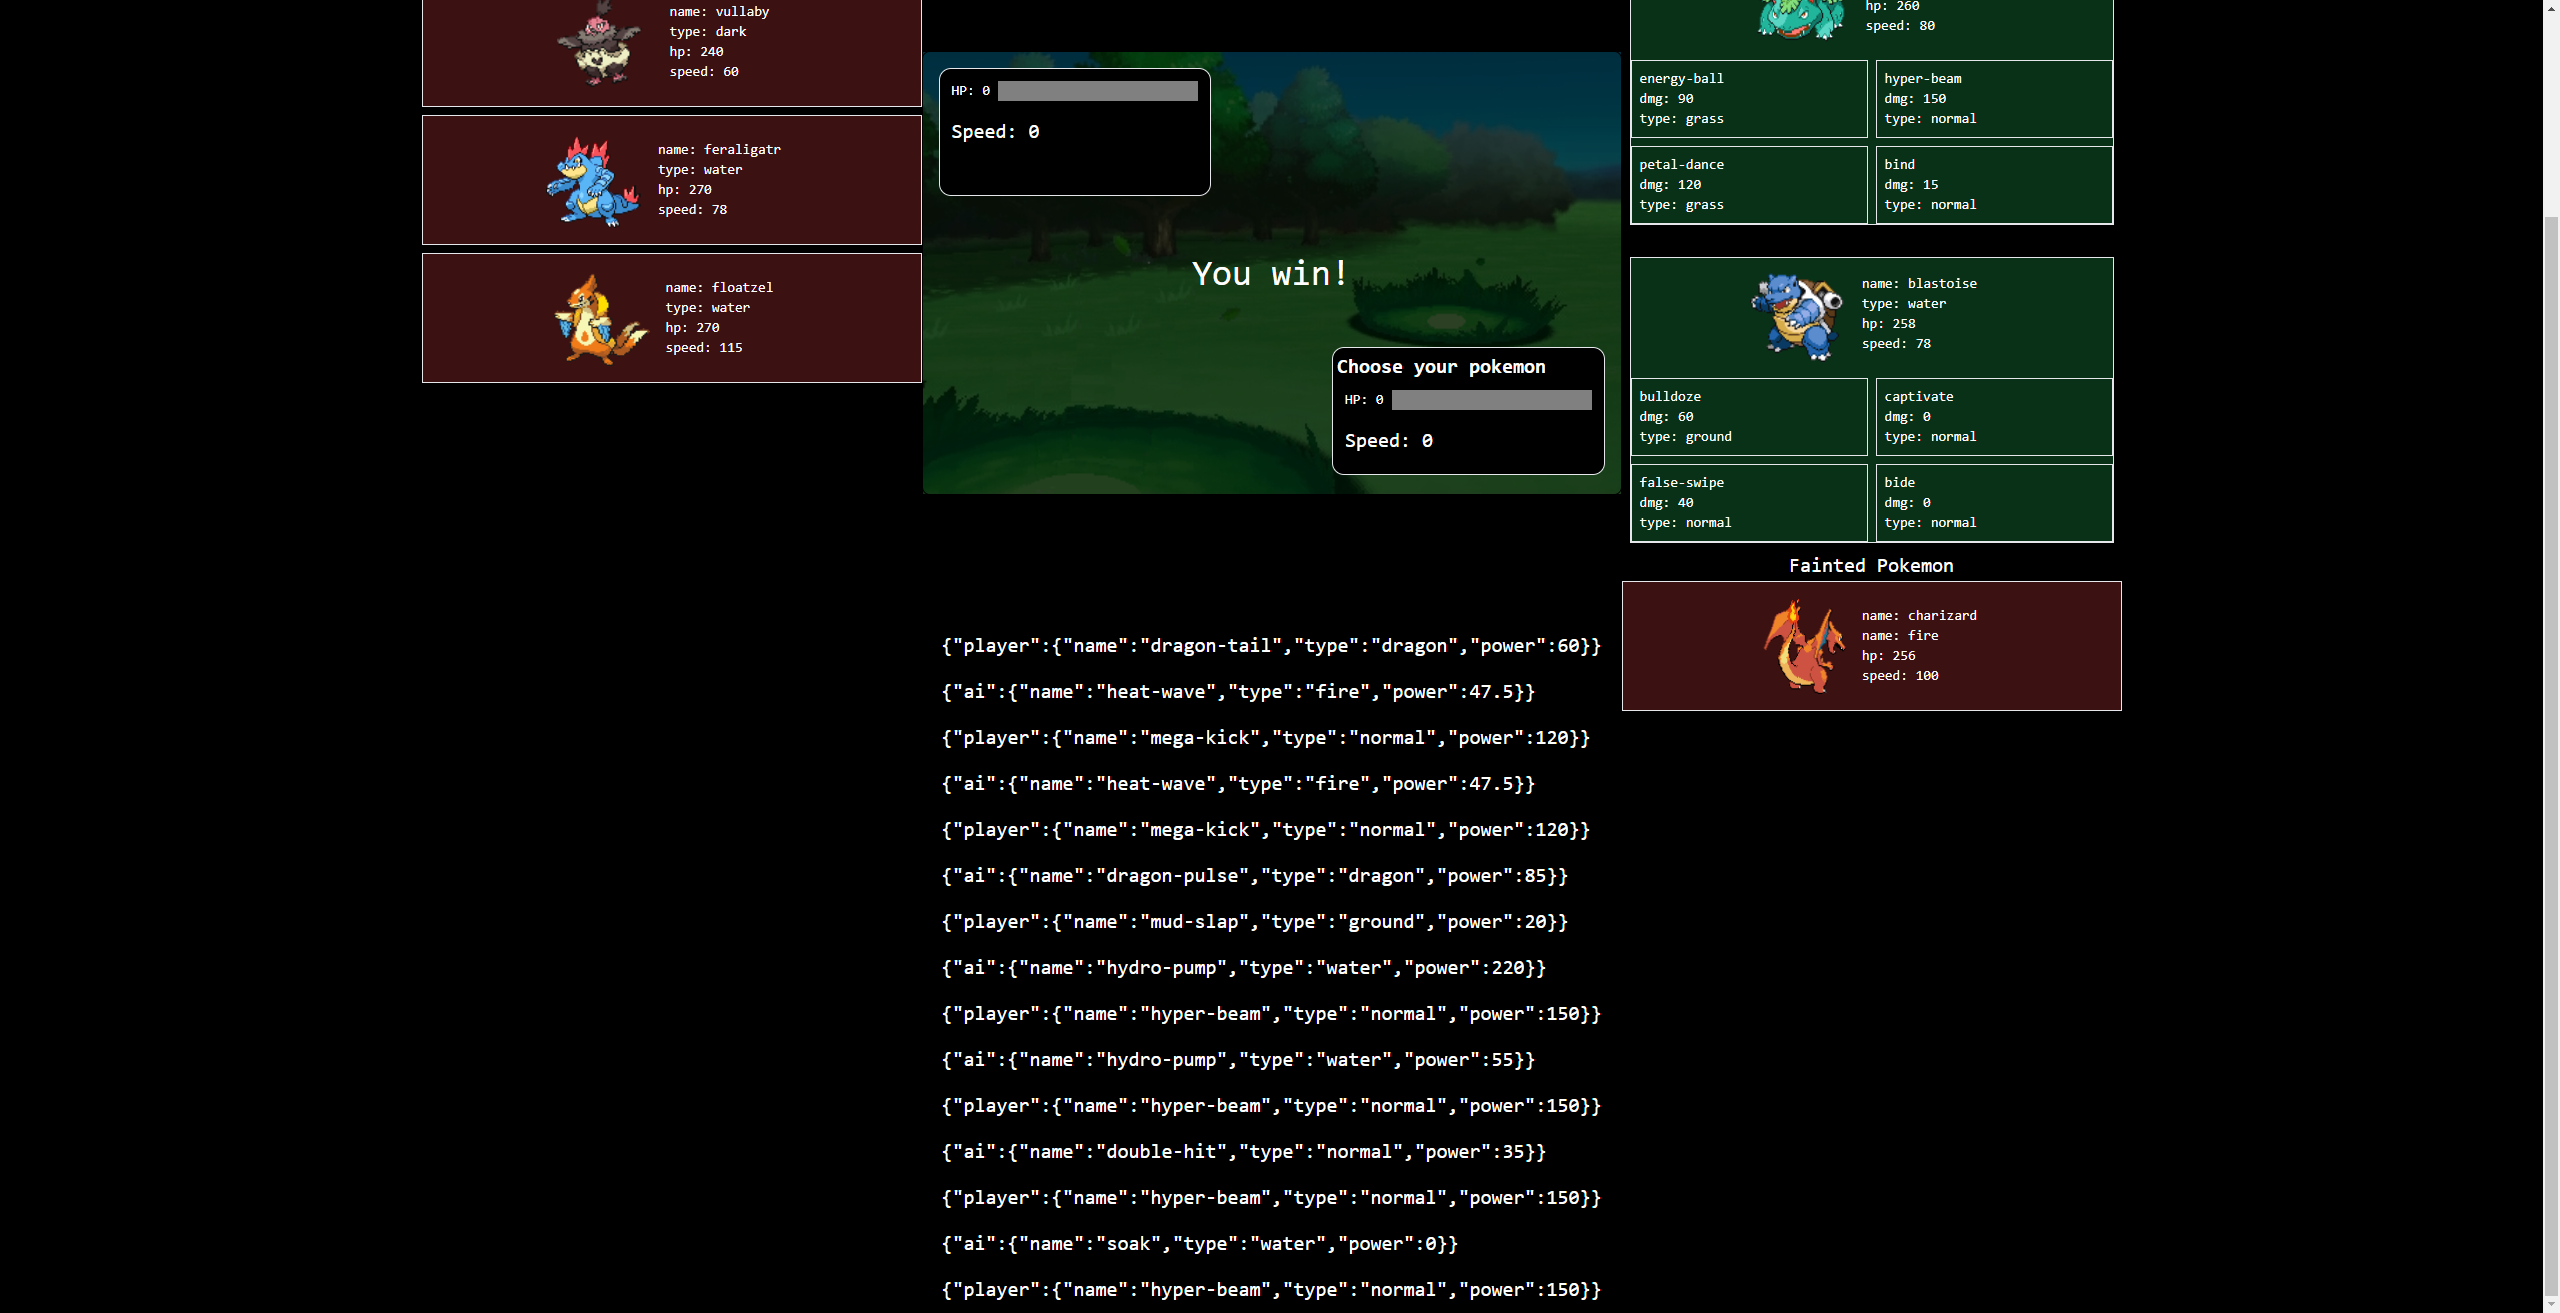 name: vullaby
type: dark
hp: 240
speed: 60
name: feraligatr
type: water
hp: 270
speed: 78
name: floatzel
type: water
hp: 270
speed: 115
HP: 0
Speed: 0
You win!
Choose your pokemon
HP: 0
Speed: 0
{"player":{"name":"dragon-tail","type":"dragon","power":60}}
{"ai":{"name":"heat-wave","type":"fire","power":47.5}}
{"player":{"name":"mega-kick","type":"normal","power":120}}
{"ai":{"name":"heat-wave","type":"fire","power":47.5}}
{"player":{"name":"mega-kick","type":"normal","power":120}}
{"ai":{"name":"dragon-pulse","type":"dragon","power":85}}
{"player":{"name":"mud-slap","type":"ground","power":20}}
{"ai":{"name":"hydro-pump","type":"water","power":220}}
{"player":{"name":"hyper-beam","type":"normal","power":150}}
{"ai":{"name":"hydro-pump","type":"water","power":55}}
{"player":{"name":"hyper-beam","type":"normal","power":150}}
{"ai":{"name":"double-hit","type":"normal","power":35}}
{"player":{"name":"hyper-beam","type":"normal","power":150}}
{"ai":{"name":"soak","type":"water","power":0}}
{"player":{"name":"hyper-beam","type":"normal","power":150}}
hp: 260
speed: 80
energy-ball
dmg: 90
type: grass
hyper-beam
dmg: 150
type: normal
petal-dance
dmg: 120
type: grass
bind
dmg: 15
type: normal
name: blastoise
type: water
hp: 258
speed: 78
bulldoze
dmg: 60
type: ground
captivate
dmg: 0
type: normal
false-swipe
dmg: 40
type: normal
bide
dmg: 0
type: normal
Fainted Pokemon
name: charizard
name: fire
hp: 256
speed: 100